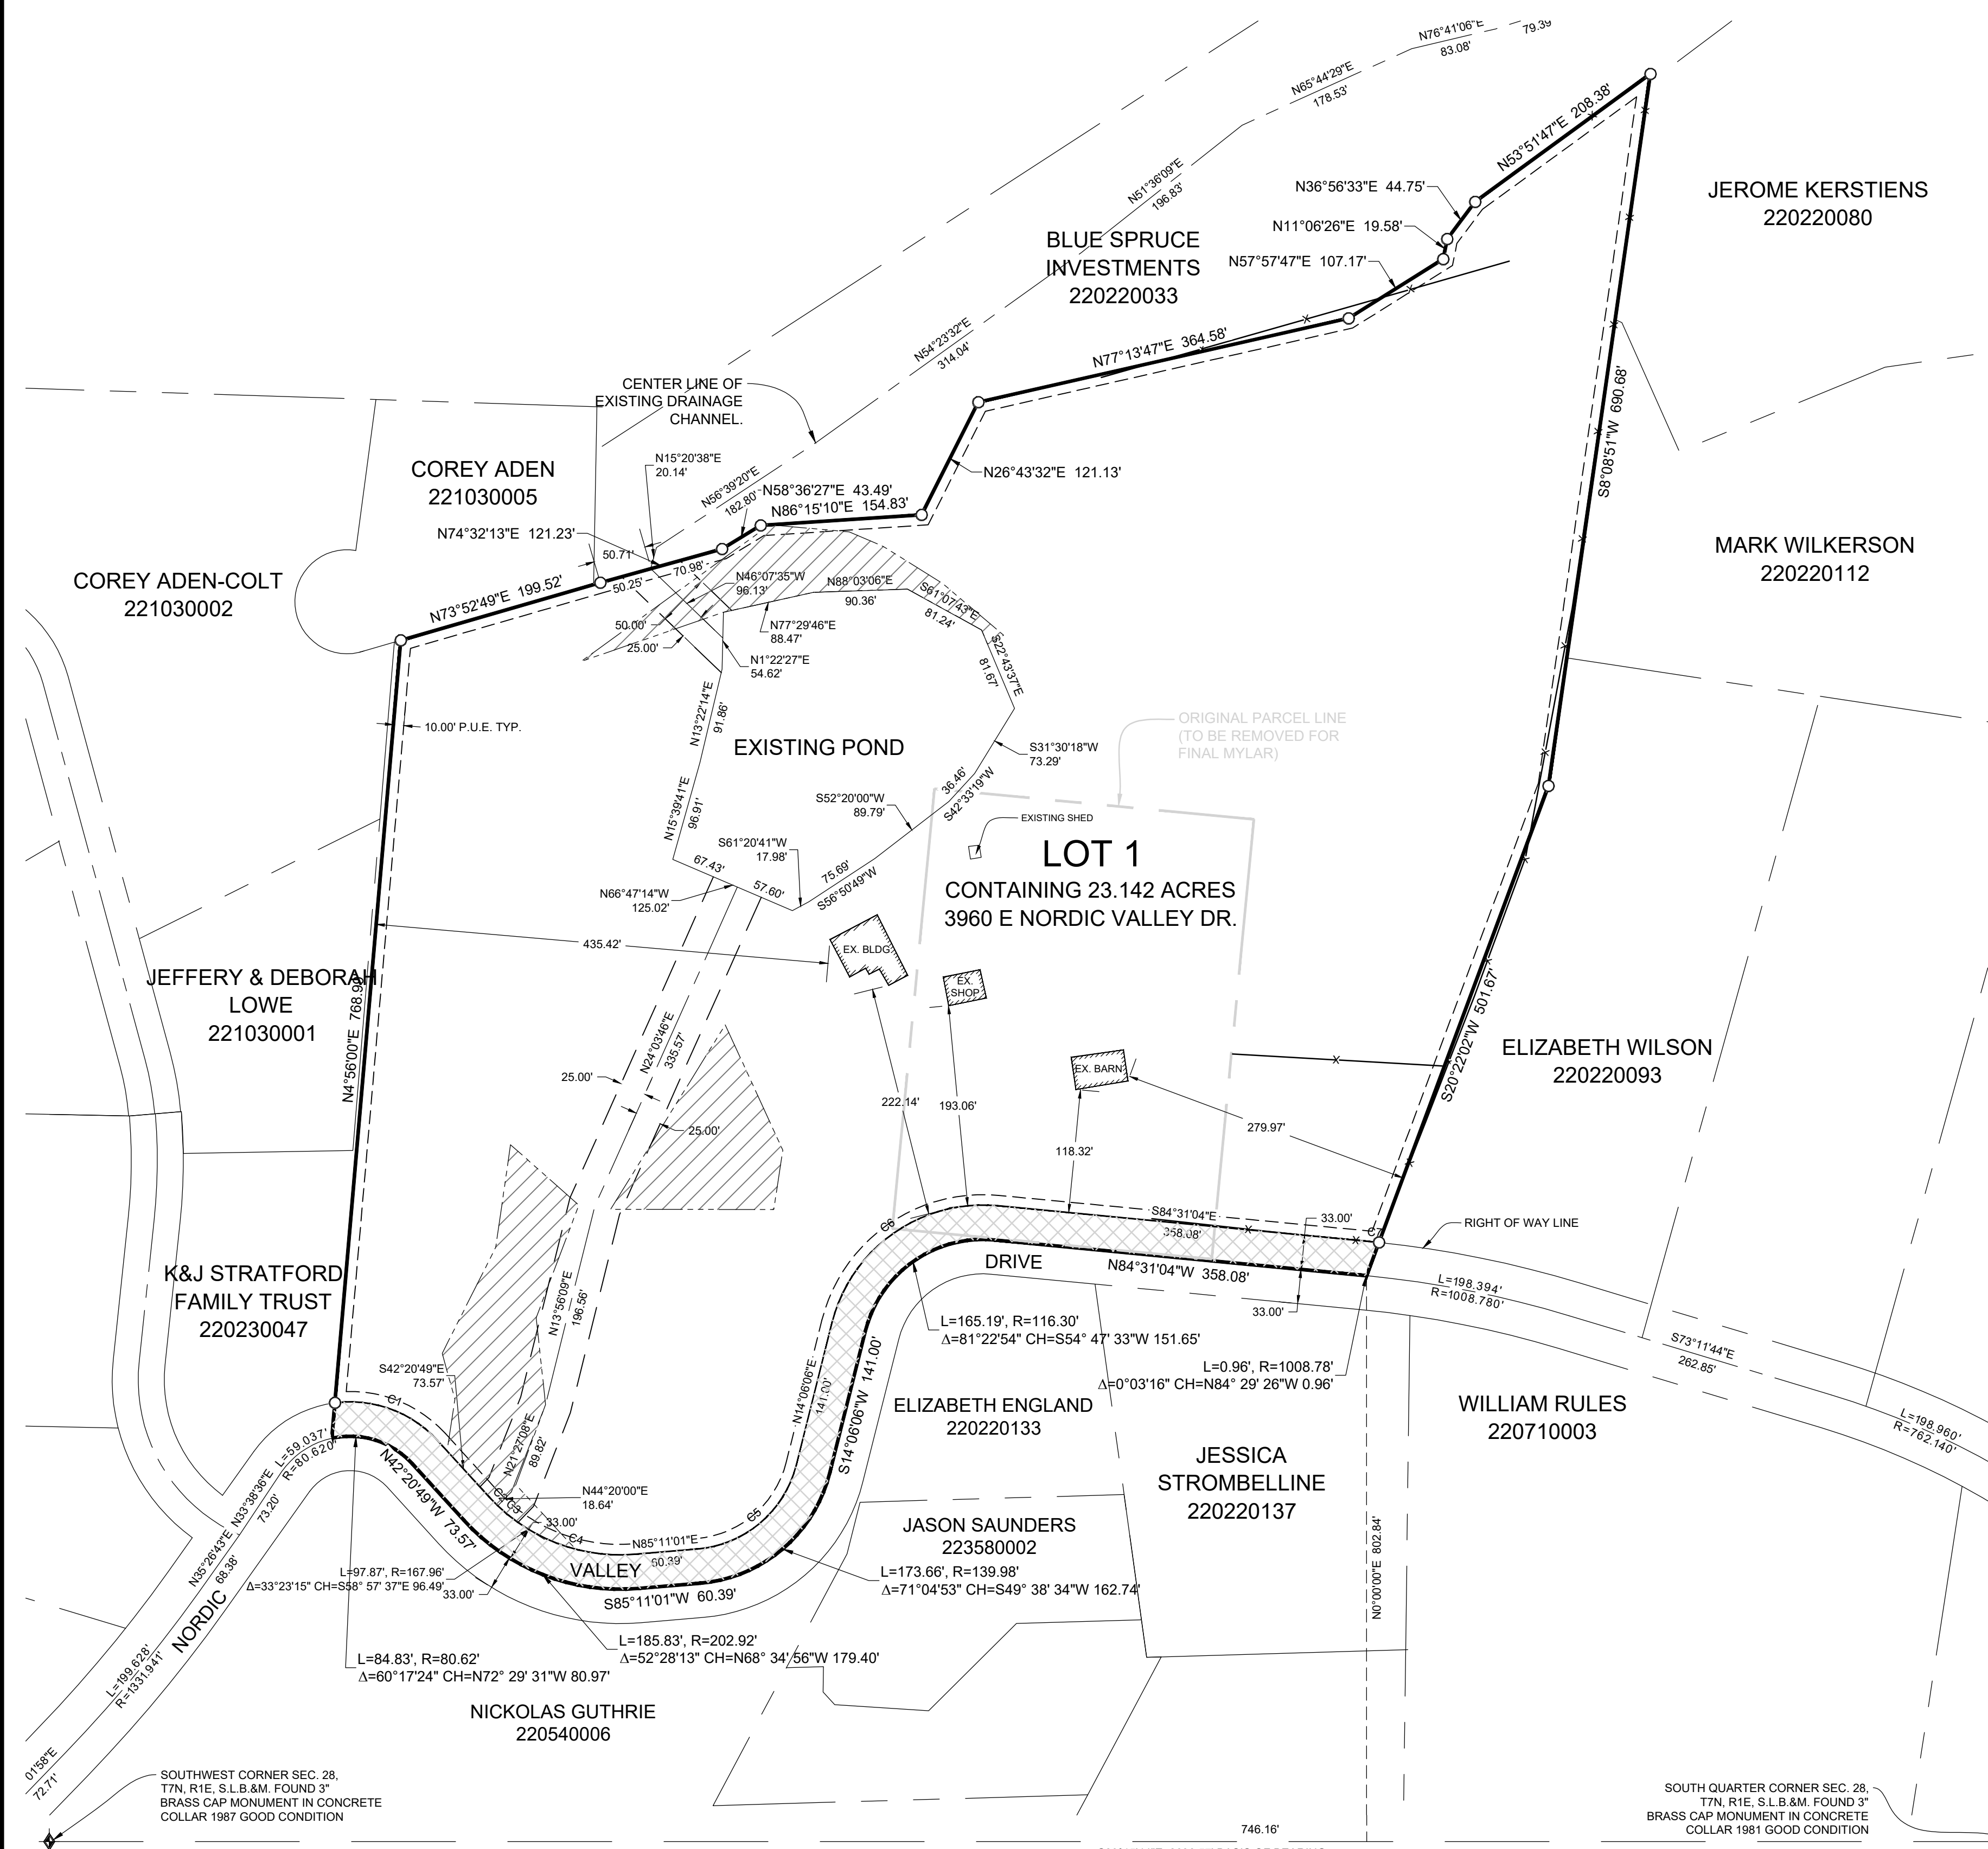 N76°41'06"E
83.08'
79.39
N65°44'29"E
178.53'
N53°51'47"E 208.38'
N51°36'09"E
196.83'
N36°56'33"E 44.75'
N11°06'26"E 19.58'
N57°57'47"E 107.17'
JEROME KERSTIENS
220220080
BLUE SPRUCE
INVESTMENTS
220220033
N54°23'32"E
314.04'
N77°13'47"E 364.58'
CENTER LINE OF
EXISTING DRAINAGE
CHANNEL.
S8°08'51"W 690.68'
COREY ADEN
221030005
N15°20'38"E
20.14'
N56°39'20"E
182.80'
N58°36'27"E 43.49'
N86°15'10"E 154.83'
N26°43'32"E 121.13'
N74°32'13"E 121.23'
50.71'
MARK WILKERSON
220220112
COREY ADEN-COLT
221030002
N73°52'49"E 199.52'
50.25'
70.98'
N46°07'35"W
96.13'
N88°03'06"E
90.36'
S61°07'43"E
81.24'
50.00'
25.00'
N77°29'46"E
88.47'
N1°22'27"E
54.62'
S22°43'37"E
81.67'
10.00' P.U.E. TYP.
N13°22'14"E
91.86'
EXISTING POND
ORIGINAL PARCEL LINE
(TO BE REMOVED FOR
FINAL MYLAR)
S31°30'18"W
73.29'
36.46'
S42°33'19"W
N15°39'41"E
96.91'
S52°20'00"W
89.79'
EXISTING SHED
S61°20'41"W
17.98'
LOT 1
CONTAINING 23.142 ACRES
3960 E NORDIC VALLEY DR.
67.43'
57.60'
75.69'
S56°50'49"W
N66°47'14"W
125.02'
435.42'
EX. BLDG
EX.
SHOP
JEFFERY & DEBORAH
LOWE
221030001
N4°56'00"E 768.99'
S20°22'02"W 501.67'
ELIZABETH WILSON
220220093
N24°03'46"E
335.57'
25.00'
25.00'
EX. BARN
222.14'
193.06'
118.32'
279.97'
K&J STRATFORD
FAMILY TRUST
220230047
N13°56'09"E
196.56'
C6
S84°31'04"E
358.08'
33.00'
C7
RIGHT OF WAY LINE
DRIVE
N84°31'04"W 358.08'
33.00'
L=198.394'
R=1008.780'
L=165.19', R=116.30'
Δ=81°22'54" CH=S54° 47' 33"W 151.65'
S73°11'44"E
262.85'
L=0.96', R=1008.78'
Δ=0°03'16" CH=N84° 29' 26"W 0.96'
S42°20'49"E
73.57'
C1
N14°06'06"E
141.00'
S14°06'06"W 141.00'
ELIZABETH ENGLAND
220220133
WILLIAM RULES
220710003
L=198.960'
R=762.140'
JESSICA
STROMBELLINE
220220137
L=59.037'
R=80.620'
N42°20'49"W 73.57'
N21°27'08"E
89.82'
N33°38'36"E
73.20'
C2
C3
N44°20'00"E
18.64'
33.00'
C4
C5
N85°11'01"E
60.39'
JASON SAUNDERS
223580002
N35°26'43"E
68.38'
L=97.87', R=167.96'
Δ=33°23'15" CH=S58° 57' 37"E 96.49'
33.00'
VALLEY
S85°11'01"W 60.39'
L=173.66', R=139.98'
Δ=71°04'53" CH=S49° 38' 34"W 162.74'
N0°00'00"E 802.84'
NORDIC
L=185.83', R=202.92'
Δ=52°28'13" CH=N68° 34' 56"W 179.40'
L=84.83', R=80.62'
Δ=60°17'24" CH=N72° 29' 31"W 80.97'
L=199.628'
R=1331.941'
NICKOLAS GUTHRIE
220540006
01'58"E
72.71'
SOUTHWEST CORNER SEC. 28,
T7N, R1E, S.L.B.&M. FOUND 3"
BRASS CAP MONUMENT IN CONCRETE
COLLAR 1987 GOOD CONDITION
SOUTH QUARTER CORNER SEC. 28,
T7N, R1E, S.L.B.&M. FOUND 3"
BRASS CAP MONUMENT IN CONCRETE
COLLAR 1981 GOOD CONDITION
746.16'